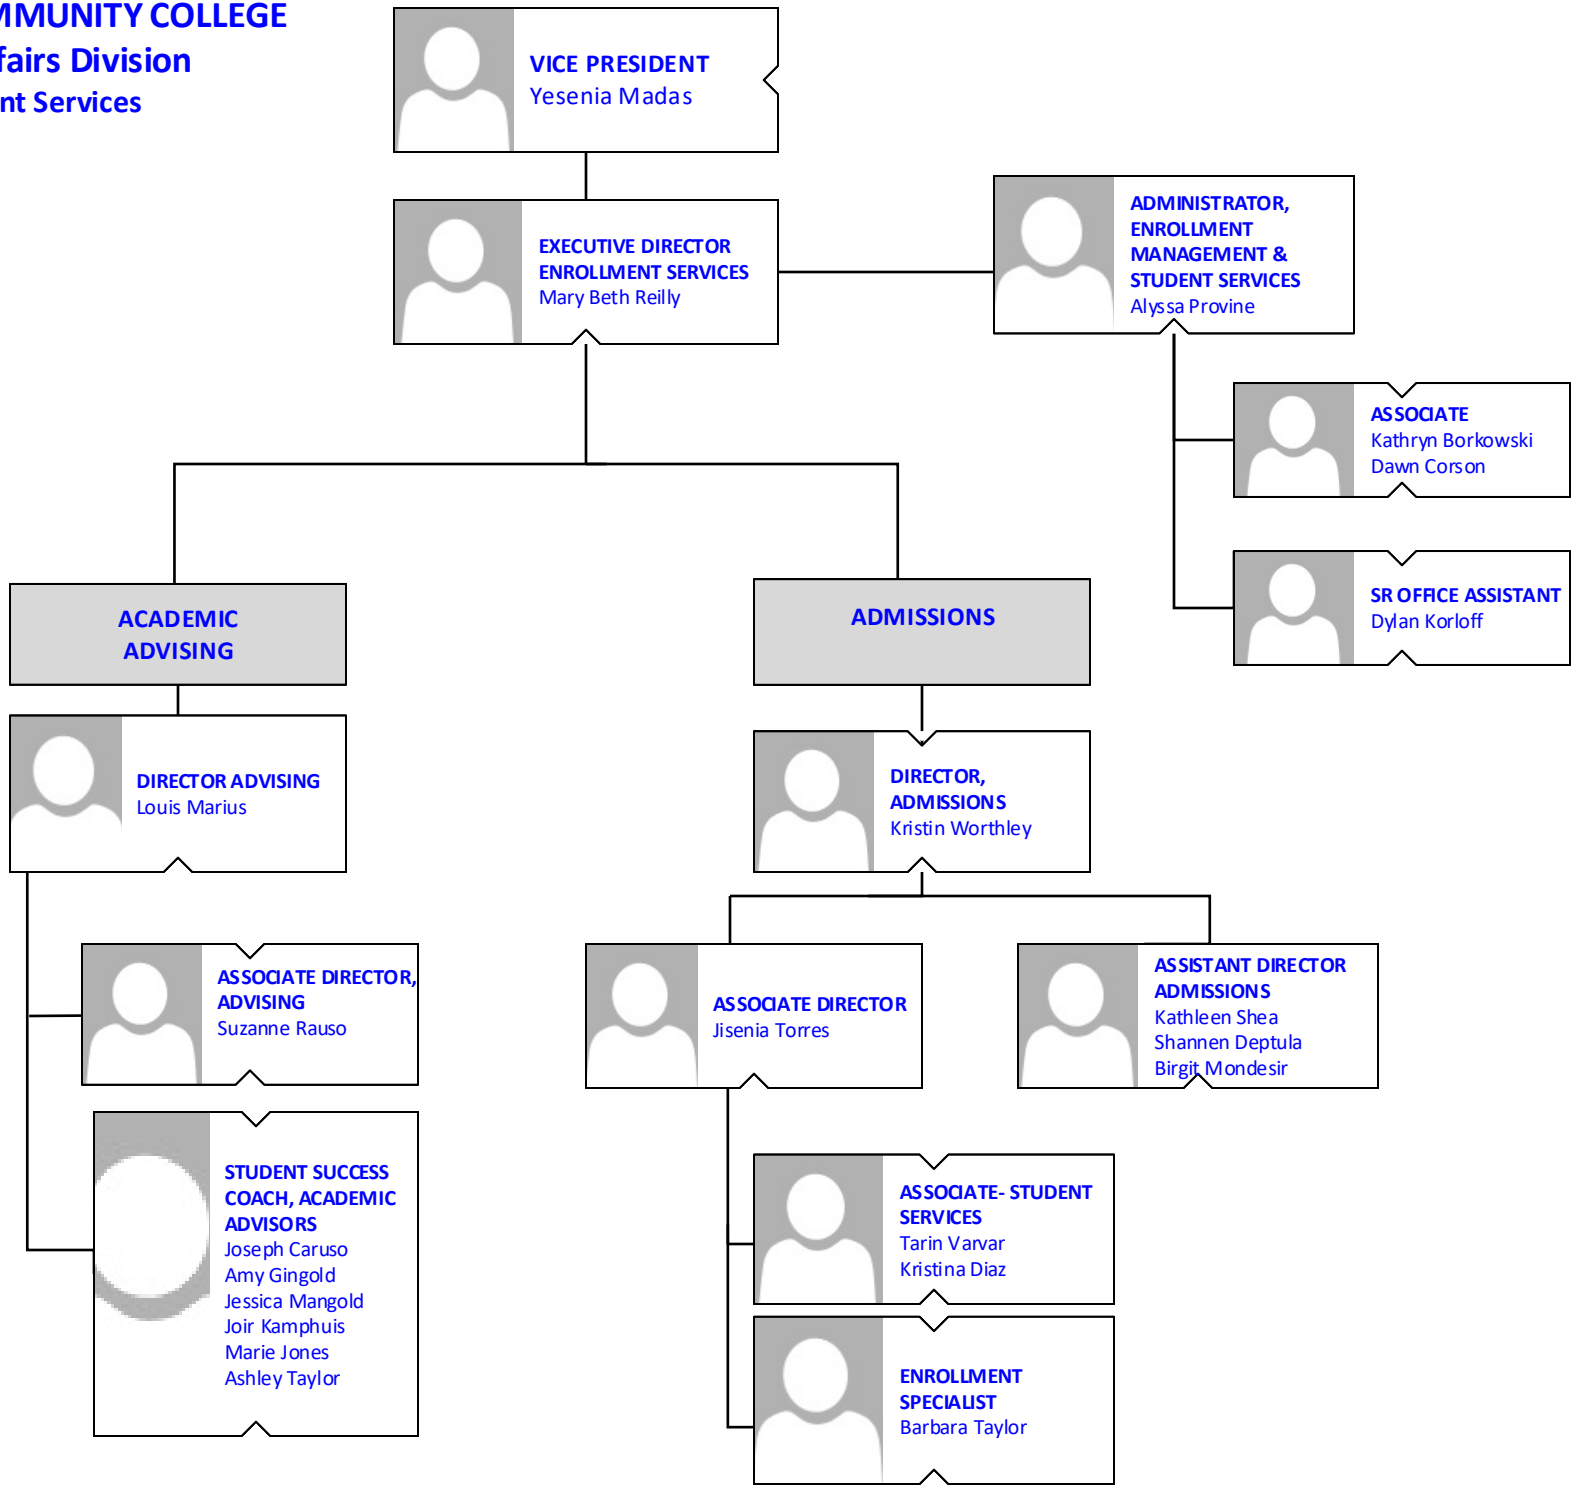 COMMUNITY COLLEGE
Affairs Division
Services
VICE PRESIDENT
Yesenia Madas
EXECUTIVE DIRECTOR
ENROLLMENT SERVICES
Mary Beth Reilly
ADMINISTRATOR,
ENROLLMENT
MANAGEMENT &
STUDENT SERVICES
Alyssa Provine
ASSOCIATE
Kathryn Borkowski
Dawn Corson
SR OFFICE ASSISTANT
Dylan Korloff
ACADEMIC
ADVISING
DIRECTOR ADVISING
Louis Marius
ASSOCIATE DIRECTOR,
ADVISING
Suzanne Rauso
STUDENT SUCCESS
COACH, ACADEMIC
ADVISORS
Joseph Caruso
Amy Gingold
Jessica Mangold
Joir Kamphuis
Marie Jones
Ashley Taylor
ADMISSIONS
DIRECTOR,
ADMISSIONS
Kristin Worthley
ASSOCIATE DIRECTOR
Jisenia Torres
ASSISTANT DIRECTOR
ADMISSIONS
Kathleen Shea
Shannen Deptula
Birgit Mondesir
ASSOCIATE- STUDENT
SERVICES
Tarin Varvar
Kristina Diaz
ENROLLMENT
SPECIALIST
Barbara Taylor